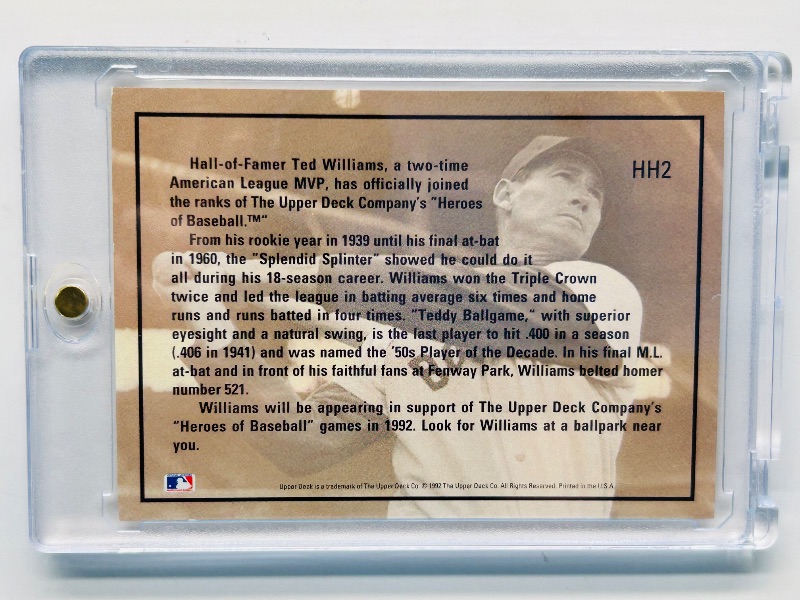 HH2
Hall-of-Famer Ted Williams, a two-time
American League MVP, has officially joined
the ranks of The Upper Deck Company's "Heroes
of Baseball.™"
From his rookie year in 1939 until his final at-bat
in 1960, the "Splendid Splinter" showed he could do it
all during his 18-season career. Williams won the Triple Crown
twice and led the league in batting average six times and home
runs and runs batted in four times. "Teddy Ballgame," with superior
eyesight and a natural swing, is the last player to hit .400 in a season
(.406 in 1941) and was named the '50s Player of the Decade. In his final M.L.
at-bat and in front of his faithful fans at Fenway Park, Williams belted homer
number 521.
Williams will be appearing in support of The Upper Deck Company's
"Heroes of Baseball" games in 1992. Look for Williams at a ballpark near
you.
Upper Deck is a trademark of The Upper Deck Co. © 1992 The Upper Deck Co. All Rights Reserved. Printed in the U.S.A.